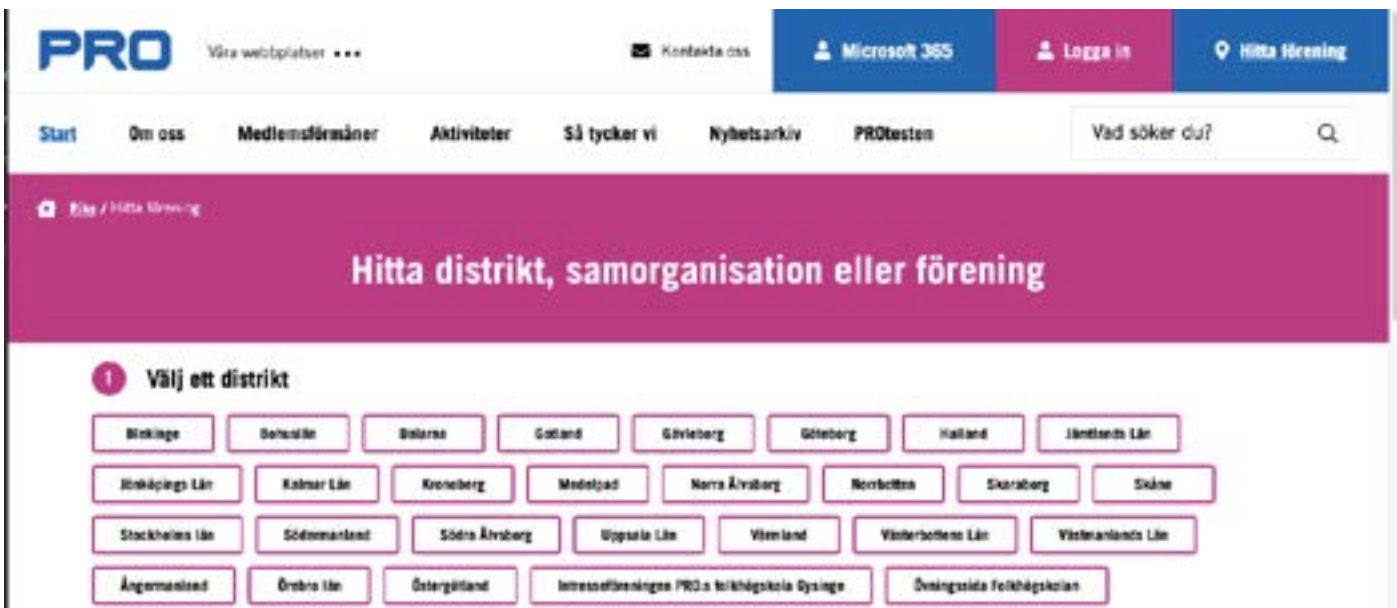 PRO Våra webbplatser ••• Kontakta oss Microsoft 365 Logga in Hitta förening
Start Om oss Medlemsförmåner Aktiviteter Så tycker vi Nyhetsarkiv PROtesten Vad söker du?
Riks / Hitta förening
Hitta distrikt, samorganisation eller förening
1 Välj ett distrikt
Blekinge Bohuslän Dalarna Gotland Gävleborg Göteborg Halland Jämtlands Län
Jönköpings Län Kalmar Län Kronoberg Medelpad Norra Älvsborg Norrbotten Skaraborg Skåne
Stockholms län Södermanland Södra Älvsborg Uppsala Län Värmland Västerbottens Län Västmanlands Län
Ångermanland Örebro län Östergötland Intresseföreningen PRO:s folkhögskola Gysinge Övningssida Folkhögskolan